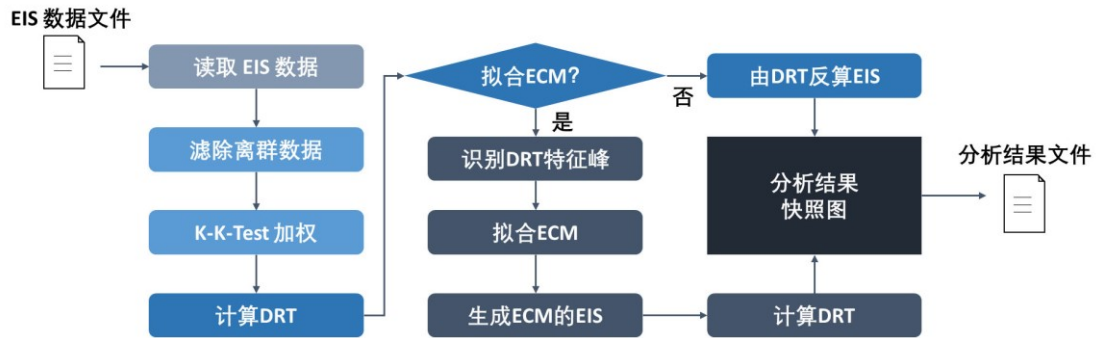 EIS 数据文件
读取 EIS 数据
滤除离群数据
K-K-Test 加权
计算DRT
拟合ECM?
是
否
识别DRT特征峰
拟合ECM
生成ECM的EIS
由DRT反算EIS
分析结果
快照图
计算DRT
分析结果文件